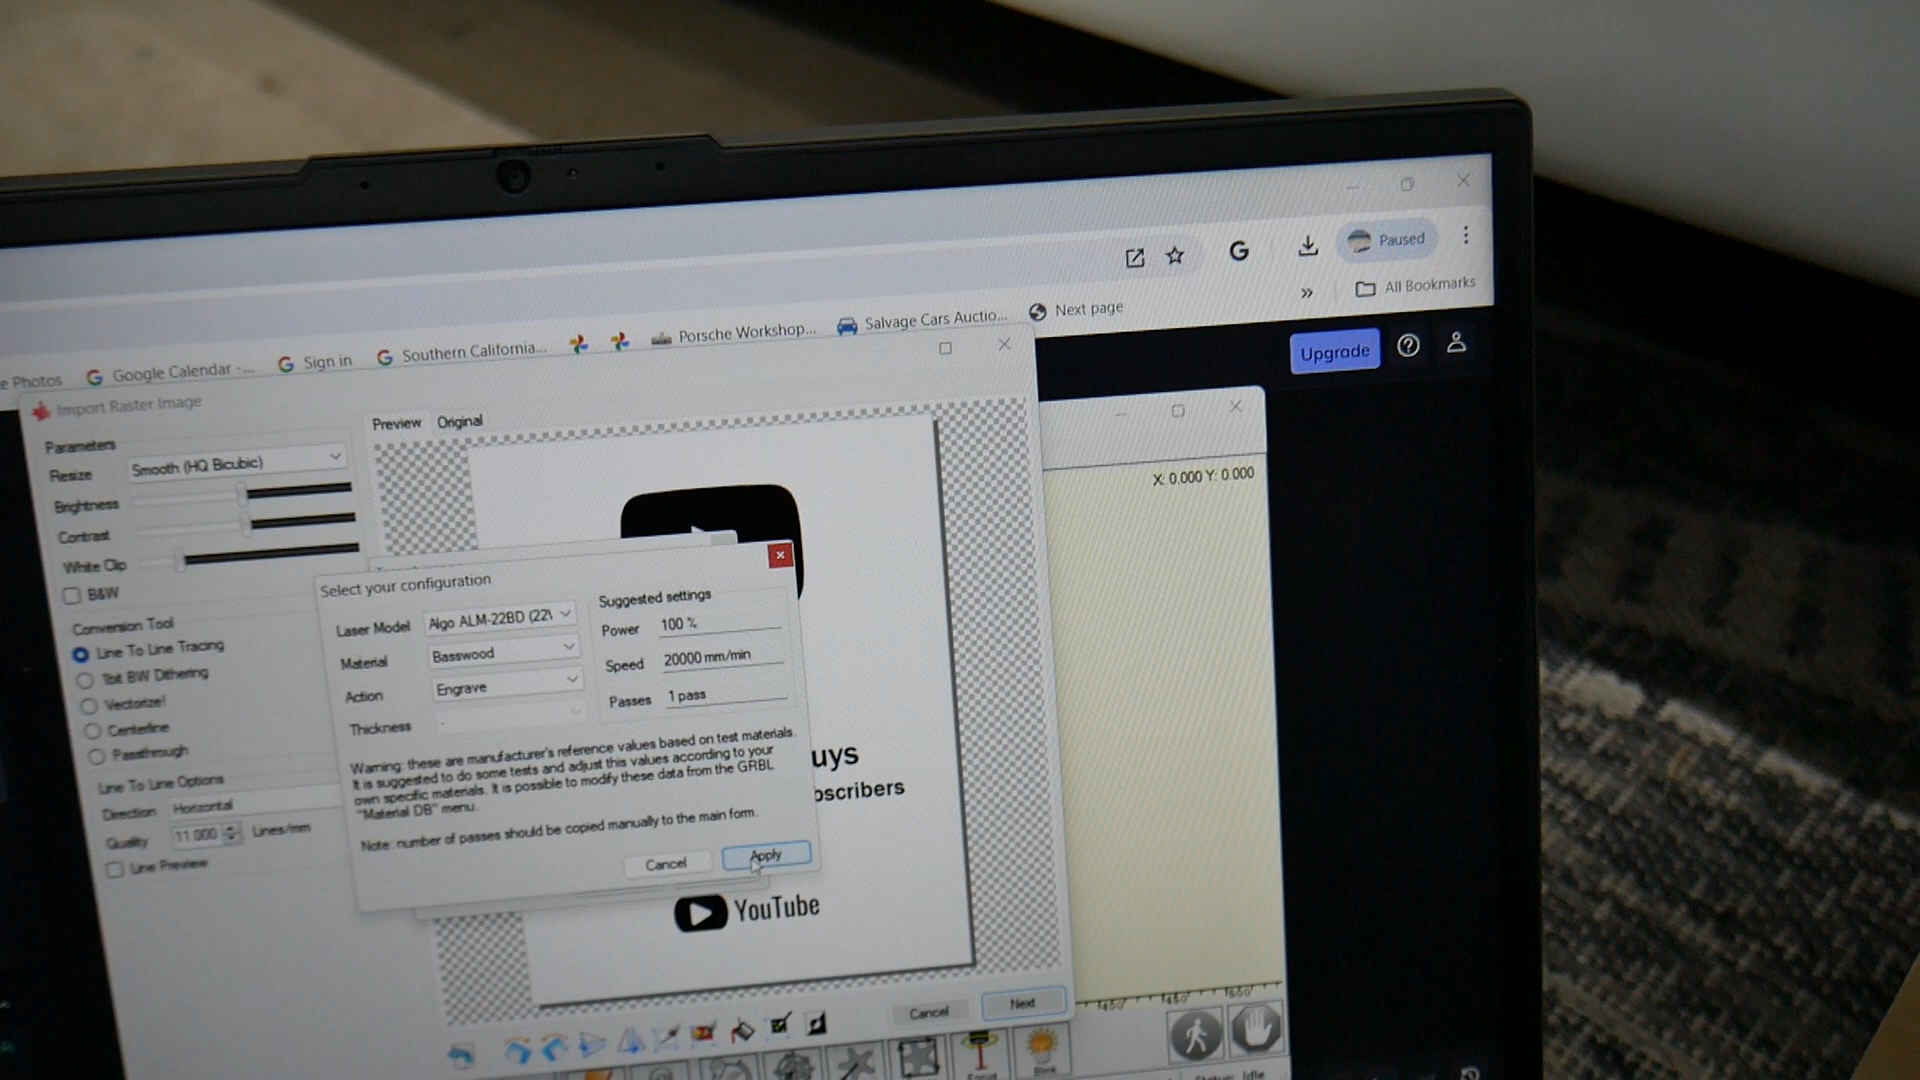 Paused
All Bookmarks
e Photos
Google Calendar -...
Sign in
Southern California...
Porsche Workshop...
Salvage Cars Auctio...
Next page
Upgrade
Import Raster Image
Parameters
Resize
Smooth (HQ Bicubic)
Brightness
Contrast
White Clip
B&W
Conversion Tool
Line To Line Tracing
1bit BW Dithering
Vectorize!
Centerline
Passthrough
Line To Line Options
Direction
Horizontal
Quality
11.000
Lines/mm
Line Preview
Preview
Original
X: 0.000 Y: 0.000
Select your configuration
Laser Model
Algo ALM-22BD (22
Material
Basswood
Action
Engrave
Thickness
-
Suggested settings
Power
100 %
Speed
20000 mm/min
Passes
1 pass
Warning: these are manufacturer's reference values based on test materials.
It is suggested to do some tests and adjust this values according to your
own specific materials. It is possible to modify these data from the GRBL
"Material DB" menu.
Note: number of passes should be copied manually to the main form.
Cancel
Apply
uys
bscribers
YouTube
Cancel
Next
Focus
Blink
Status: Idle